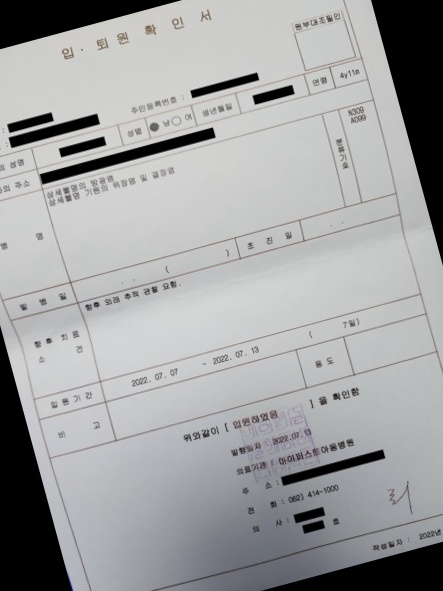 입 · 퇴 원 확 인 서
원부대조필인
주민등록번호 :
의 성명
성별
남
여
생년월일
연령
4y11m
의 주소
병 명
상세불명의 방광염
상세불명 기원의 위장염 및 결장염
분류기호
N309
A099
발 병 일
( )
초 진 일
향후 치료 소견
향후 외래 추적 관찰 요함.
입원기간
2022. 07. 07 - 2022. 07. 13
( 7일)
비 고
용 도
위와같이 [ 입원하였음 ] 을 확인함
발행일자 : 2022.07.13
의료기관 : 아이퍼스트아동병원
주 소 :
전 화 : 062) 414-1000
의 사 :
호
작성일자 : 2022년